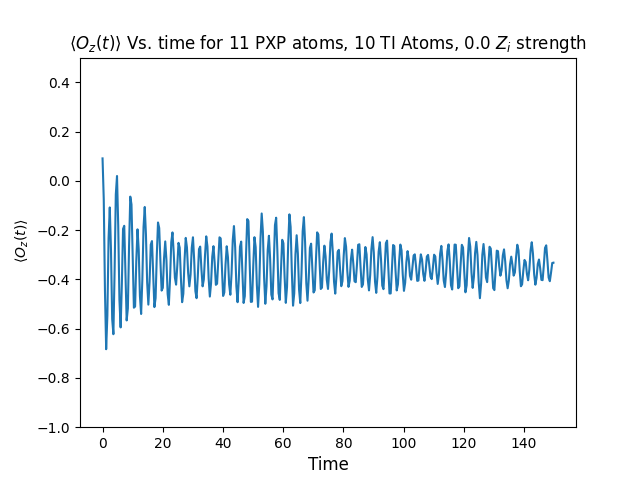 ⟨O_z(t)⟩ Vs. time for 11 PXP atoms, 10 TI Atoms, 0.0 Z_i strength
0.4
0.2
0.0
−0.2
−0.4
−0.6
−0.8
−1.0
⟨O_z(t)⟩
0 20 40 60 80 100 120 140
Time